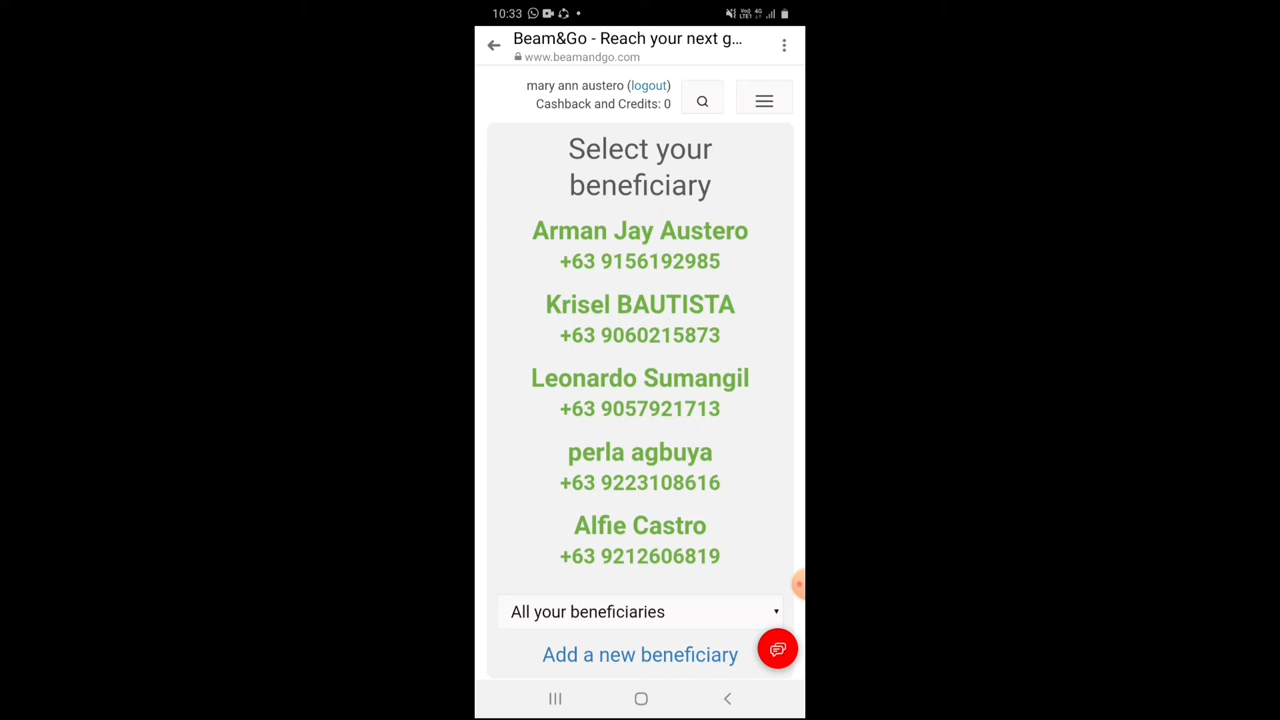 10:33
Beam&Go - Reach your next g...
www.beamandgo.com
mary ann austero (logout)
Cashback and Credits: 0
Select your
beneficiary
Arman Jay Austero
+63 9156192985
Krisel BAUTISTA
+63 9060215873
Leonardo Sumangil
+63 9057921713
perla agbuya
+63 9223108616
Alfie Castro
+63 9212606819
All your beneficiaries
Add a new beneficiary